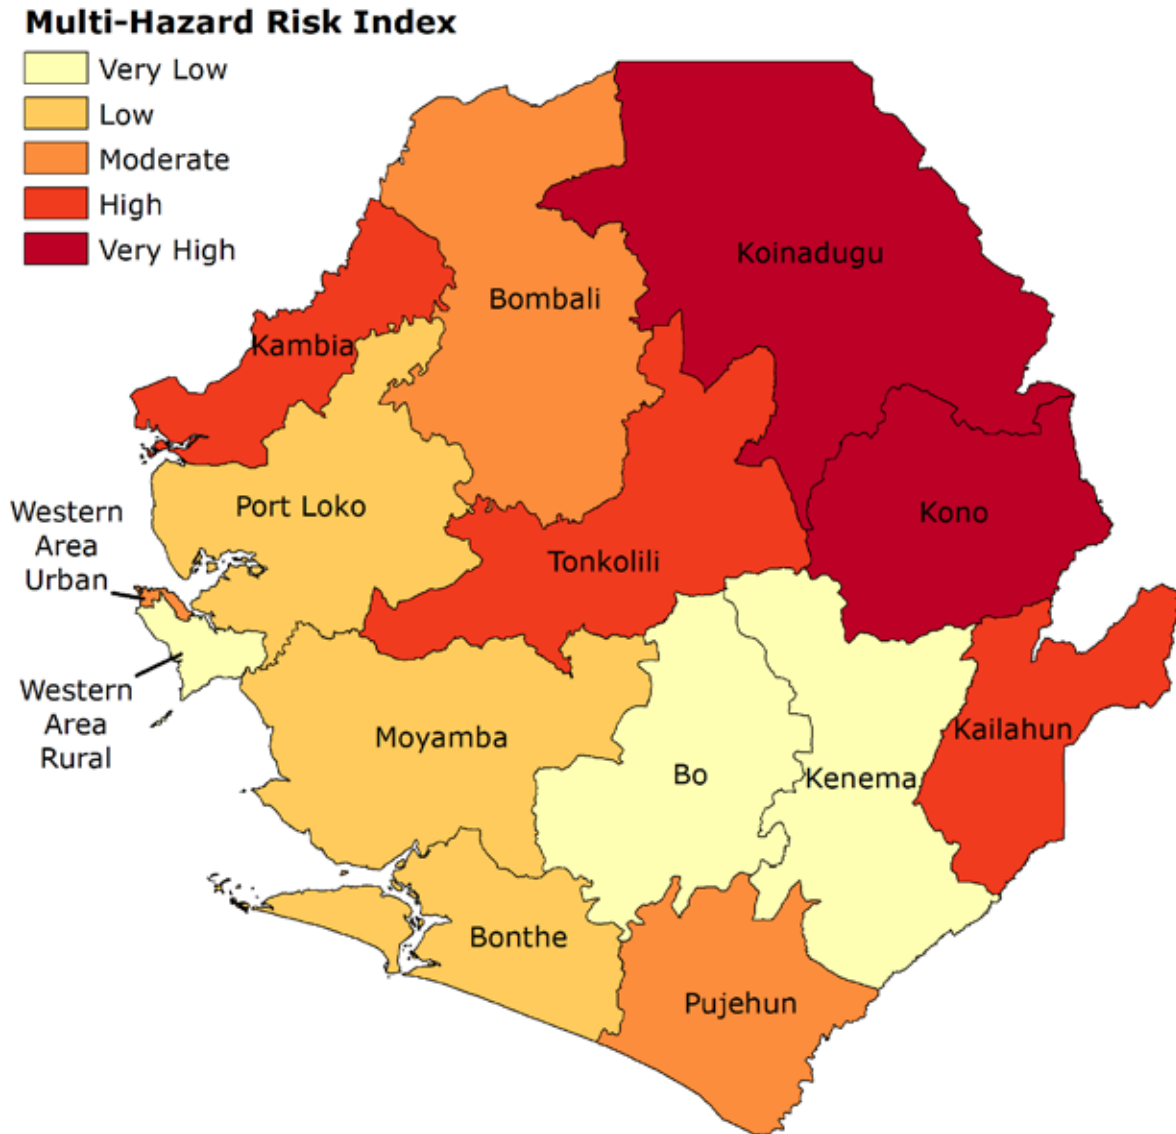 Multi-Hazard Risk Index
Very Low
Low
Moderate
High
Very High
Koinadugu
Bombali
Kambia
Port Loko
Kono
Western
Area
Urban
Tonkolili
Western
Area
Rural
Moyamba
Kailahun
Bo
Kenema
Bonthe
Pujehun